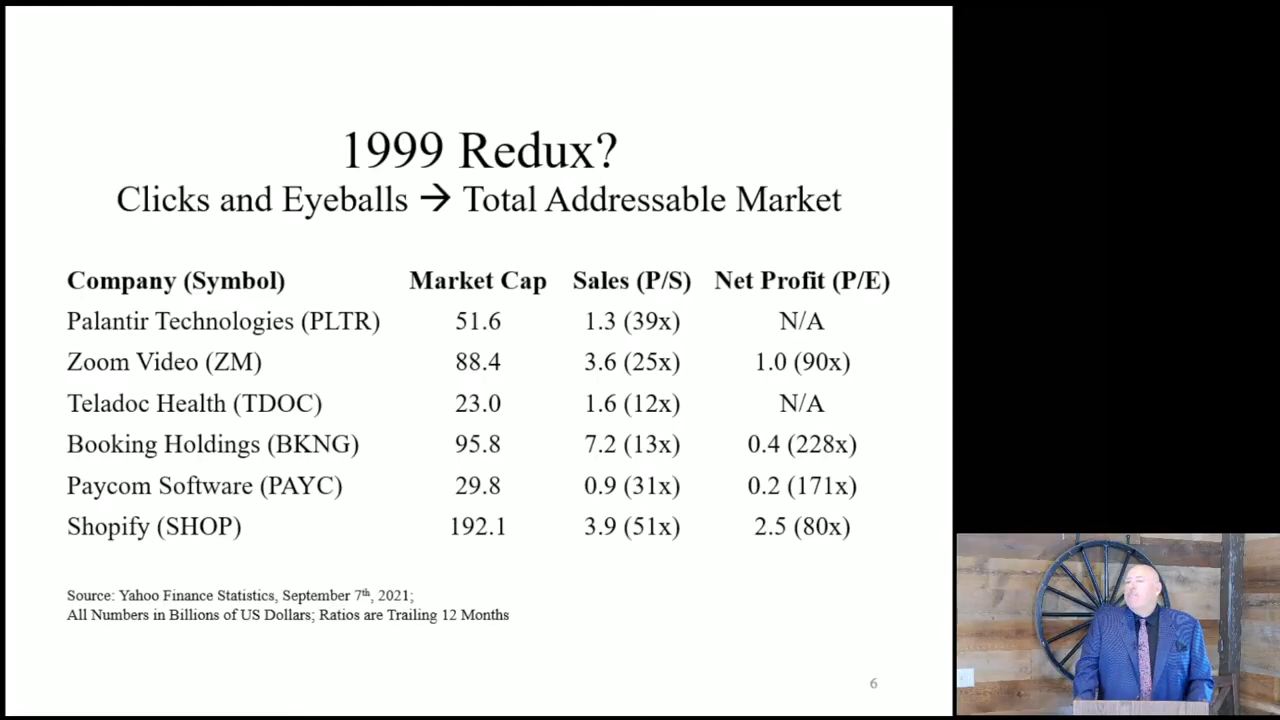 1999 Redux?
Clicks and Eyeballs → Total Addressable Market
Company (Symbol) Market Cap Sales (P/S) Net Profit (P/E)
Palantir Technologies (PLTR) 51.6 1.3 (39x) N/A
Zoom Video (ZM) 88.4 3.6 (25x) 1.0 (90x)
Teladoc Health (TDOC) 23.0 1.6 (12x) N/A
Booking Holdings (BKNG) 95.8 7.2 (13x) 0.4 (228x)
Paycom Software (PAYC) 29.8 0.9 (31x) 0.2 (171x)
Shopify (SHOP) 192.1 3.9 (51x) 2.5 (80x)
Source: Yahoo Finance Statistics, September 7th, 2021;
All Numbers in Billions of US Dollars; Ratios are Trailing 12 Months
6